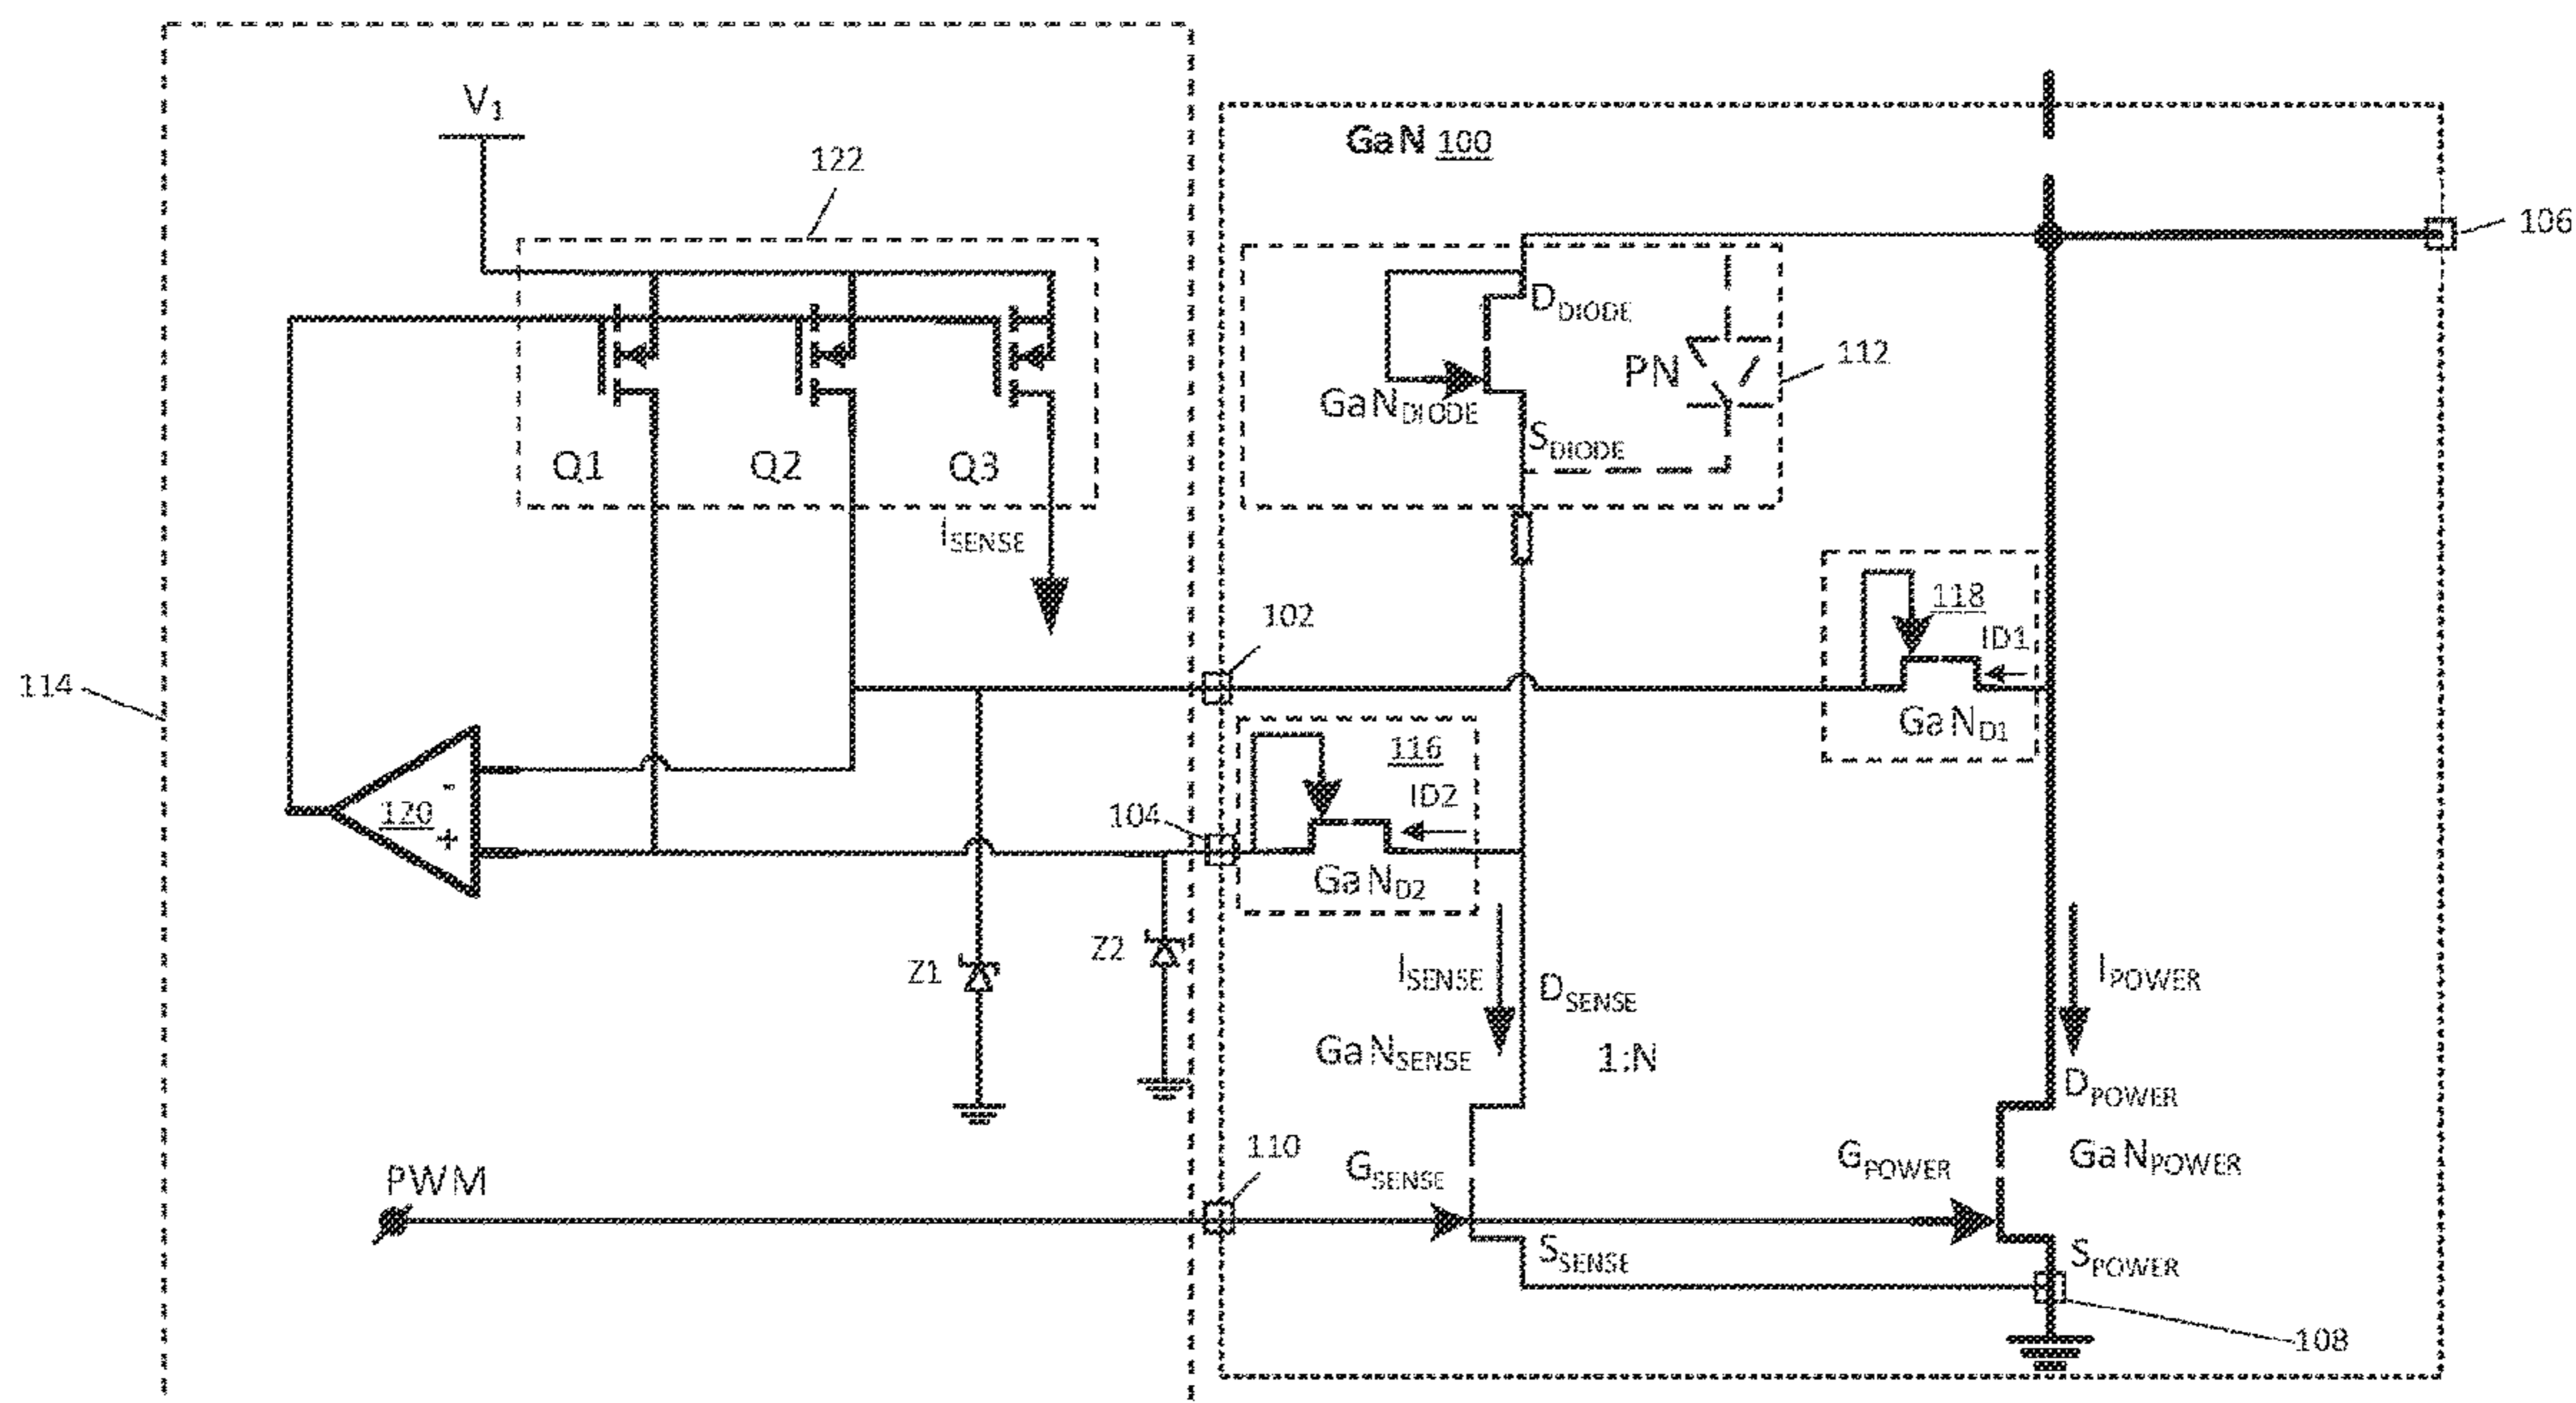 V1
122
GaN 100
106
DDIODE
PN
112
GaNDIODE
SDIODE
Q1
Q2
Q3
ISENSE
118
ID1
102
114
GaND1
116
ID2
104
120
-
+
GaND2
Z1
Z2
ISENSE
DSENSE
IPOWER
GaNSENSE
1:N
DPOWER
110
PWM
GSENSE
GPOWER
GaNPOWER
SSENSE
SPOWER
108